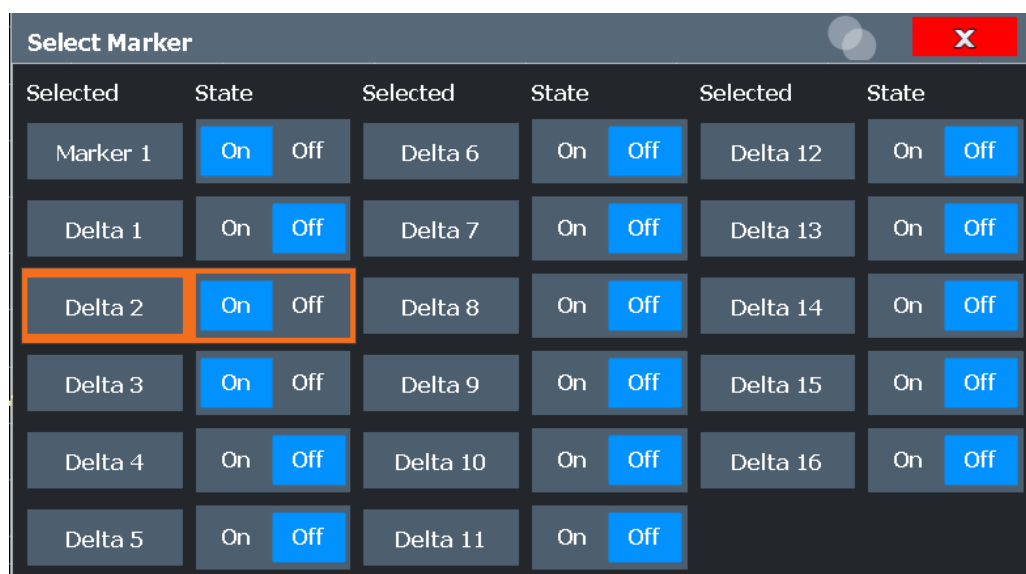 Select Marker X
Selected State Selected State Selected State
Marker 1 On Off Delta 6 On Off Delta 12 On Off
Delta 1 On Off Delta 7 On Off Delta 13 On Off
Delta 2 On Off Delta 8 On Off Delta 14 On Off
Delta 3 On Off Delta 9 On Off Delta 15 On Off
Delta 4 On Off Delta 10 On Off Delta 16 On Off
Delta 5 On Off Delta 11 On Off